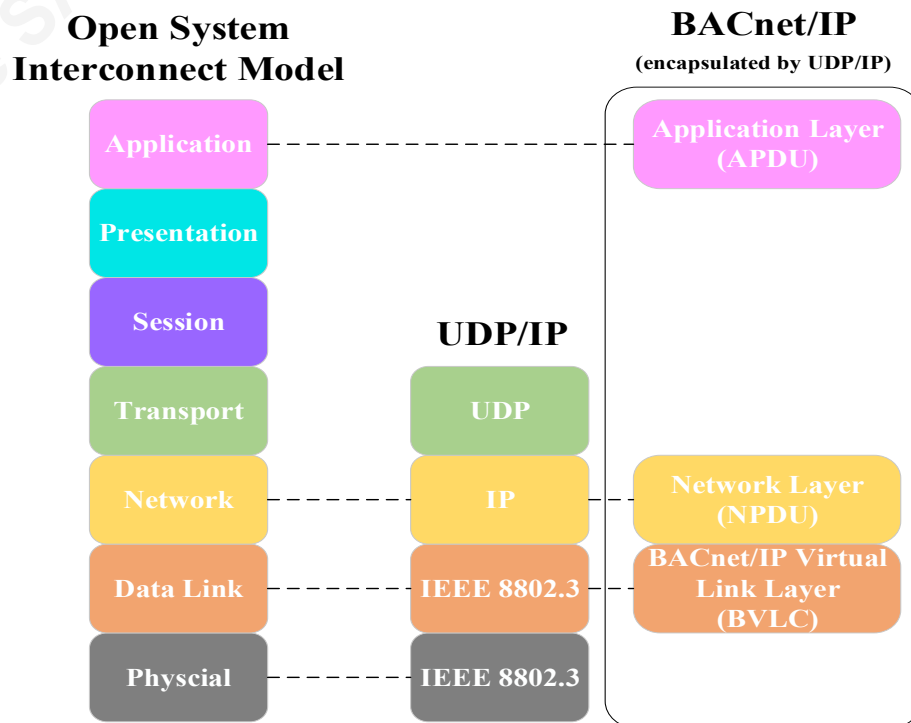 Open System
Interconnect Model
BACnet/IP
(encapsulated by UDP/IP)
Application
Application Layer
(APDU)
Presentation
Session
UDP/IP
Transport
UDP
Network
IP
Network Layer
(NPDU)
Data Link
IEEE 8802.3
BACnet/IP Virtual
Link Layer
(BVLC)
Physcial
IEEE 8802.3